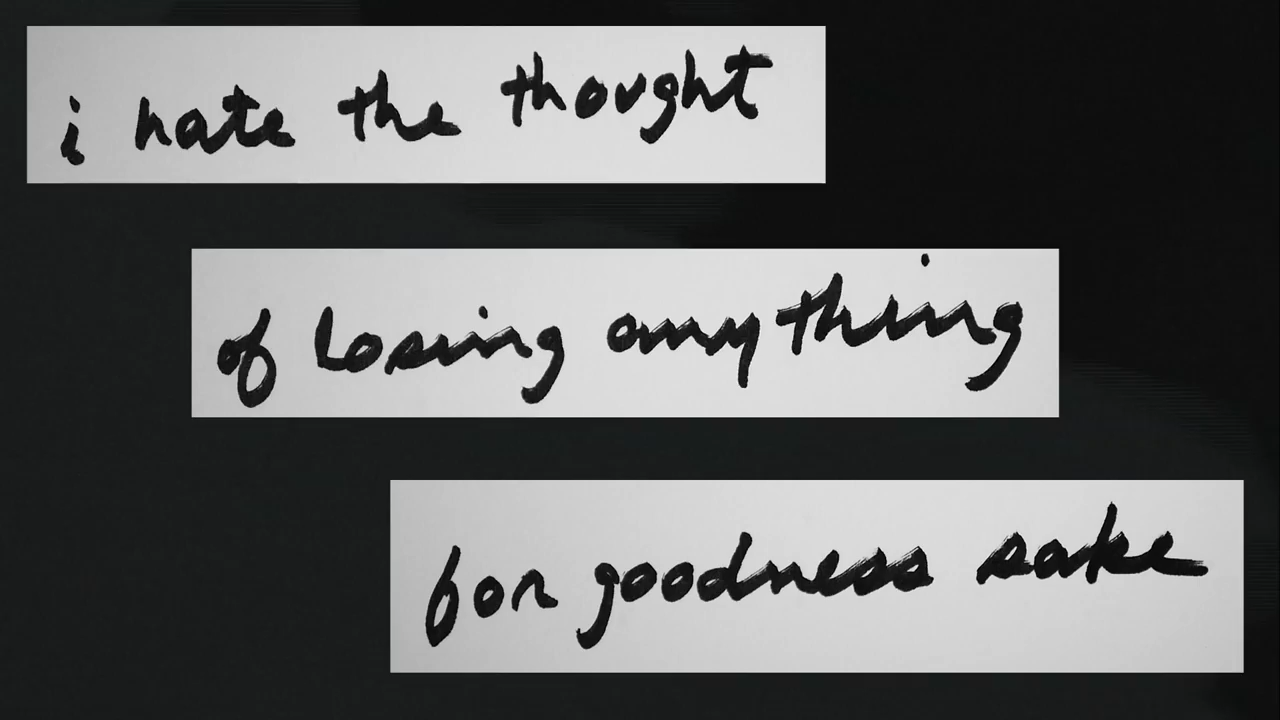 i hate the thought
of losing anything
for goodness sake